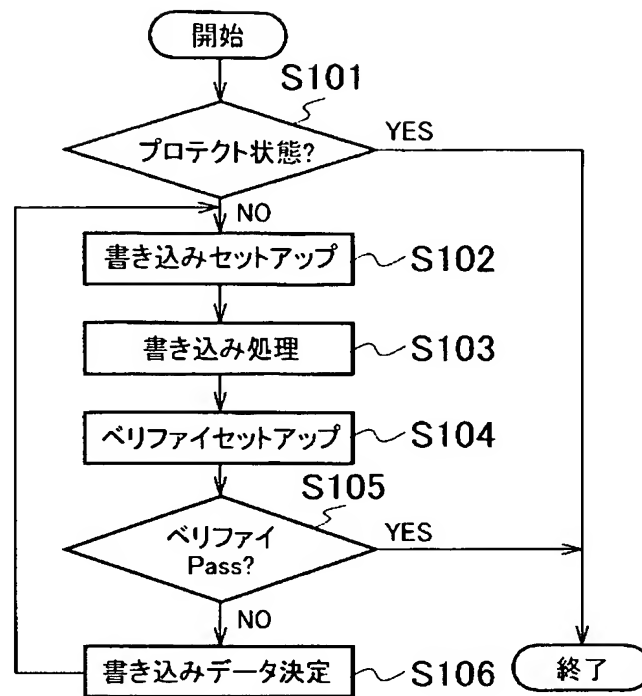 開始
S101
プロテクト状態?
YES
NO
書き込みセットアップ
S102
書き込み処理
S103
ベリファイセットアップ
S104
S105
ベリファイ
Pass?
YES
NO
書き込みデータ決定
S106
終了